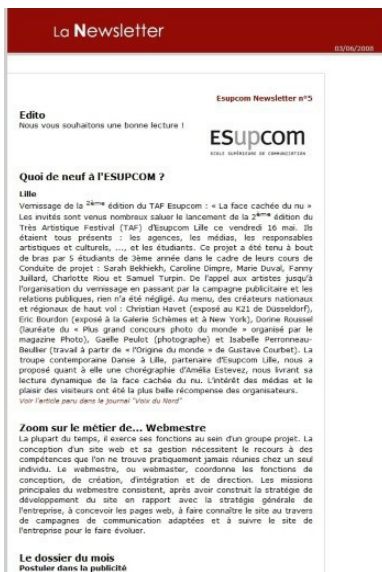 La Newsletter
03/06/2008
Esupcom Newsletter n°5
Edito
Nous vous souhaitons une bonne lecture !
ESupcom
ECOLE SUPÉRIEURE DE COMMUNICATION
Quoi de neuf à l'ESUPCOM ?
Lille
Vernissage de la 2ème édition du TAF Esupcom : « La face cachée du nu »
Les invités sont venus nombreux saluer le lancement de la 2ème édition du
Très Artistique Festival (TAF) d'Esupcom Lille ce vendredi 16 mai. Ils
étaient tous présents : les agences, les médias, les responsables
artistiques et culturels, ..., et les étudiants. Ce projet a été tenu à bout
de bras par 5 étudiants de 3ème année dans le cadre de leur cours de
Conduite de projet : Sarah Bekhiekh, Caroline Dimpre, Marie Duval, Fanny
Juillard, Charlotte Riou et Samuel Turpin. De l'appel aux artistes jusqu'à
l'organisation du vernissage en passant par la campagne publicitaire et les
relations publiques, rien n'a été négligé. Au menu, des créateurs nationaux
et régionaux de haut vol : Christian Havet (exposé au K21 de Düsseldorf),
Eric Bourdon (exposé à la Galerie Schèmes et à New York), Dorine Roussel
(lauréate du « Plus grand concours photo du monde » organisé par le
magazine Photo), Gaëlle Peulot (photographe) et Isabelle Perronneau-
Beullier (travail à partir de « l'Origine du monde » de Gustave Courbet). La
troupe contemporaine Danse à Lille, partenaire d'Esupcom Lille, nous a
proposé quant à elle une chorégraphie d'Amélia Estevez, nous livrant sa
lecture dynamique de la face cachée du nu. L'intérêt des médias et le
plaisir des visiteurs ont été la plus belle récompense des organisateurs.
Voir l'article paru dans le journal "Voix du Nord"
Zoom sur le métier de... Webmestre
La plupart du temps, il exerce ses fonctions au sein d'un groupe projet. La
conception d'un site web et sa gestion nécessitent le recours à des
compétences que l'on ne trouve pratiquement jamais réunies chez un seul
individu. Le webmestre, ou webmaster, coordonne les fonctions de
conception, de création, d'intégration et de direction. Les missions
principales du webmestre consistent, après avoir construit la stratégie de
développement du site en rapport avec la stratégie générale de
l'entreprise, à concevoir les pages web, à faire connaître le site au travers
de campagnes de communication adaptées et à suivre le site de
l'entreprise pour le faire évoluer.
Le dossier du mois
Postuler dans la publicité